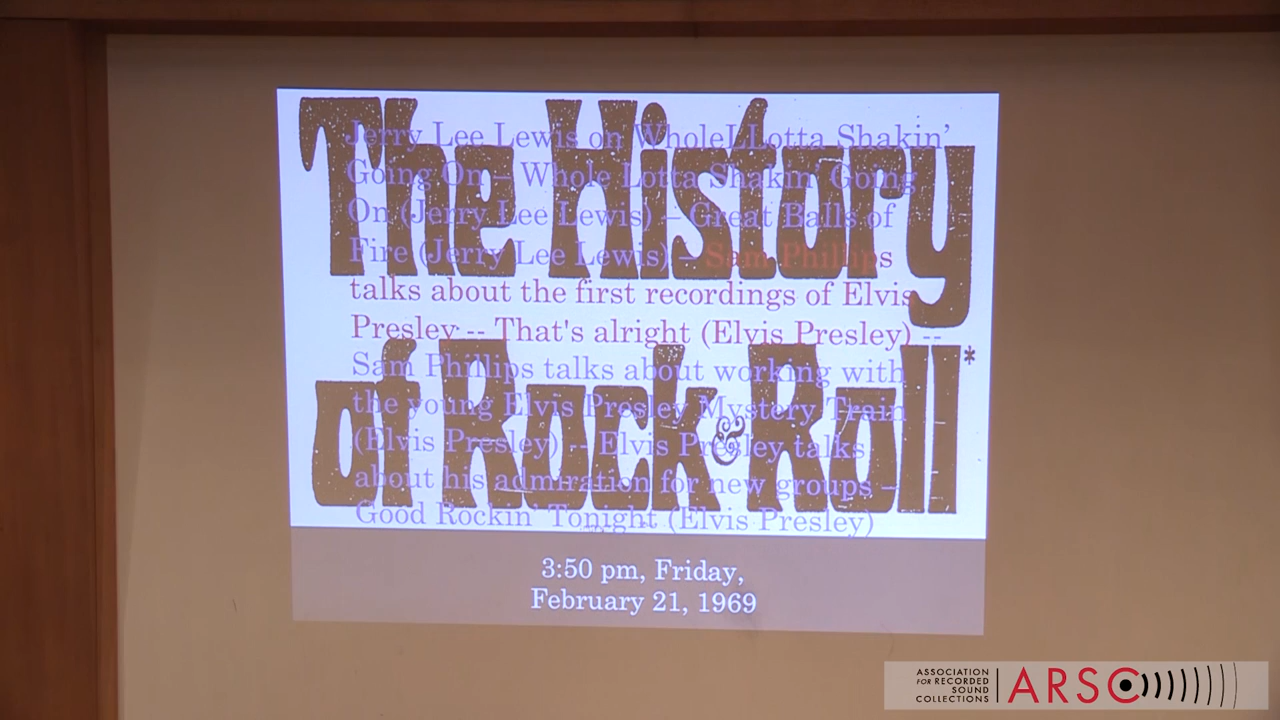 The History
of Rock & Roll*
Jerry Lee Lewis on WholeL Lotta Shakin'
Going On – Whole Lotta Shakin' Going
On (Jerry Lee Lewis) – Great Balls of
Fire (Jerry Lee Lewis) – Sam Phillips
talks about the first recordings of Elvis
Presley -- That's alright (Elvis Presley) --
Sam Phillips talks about working with
the young Elvis Presley Mystery Train
(Elvis Presley) -- Elvis Presley talks
about his admiration for new groups –
Good Rockin' Tonight (Elvis Presley)
3:50 pm, Friday,
February 21, 1969
ASSOCIATION
FOR RECORDED
SOUND
COLLECTIONS
ARSC